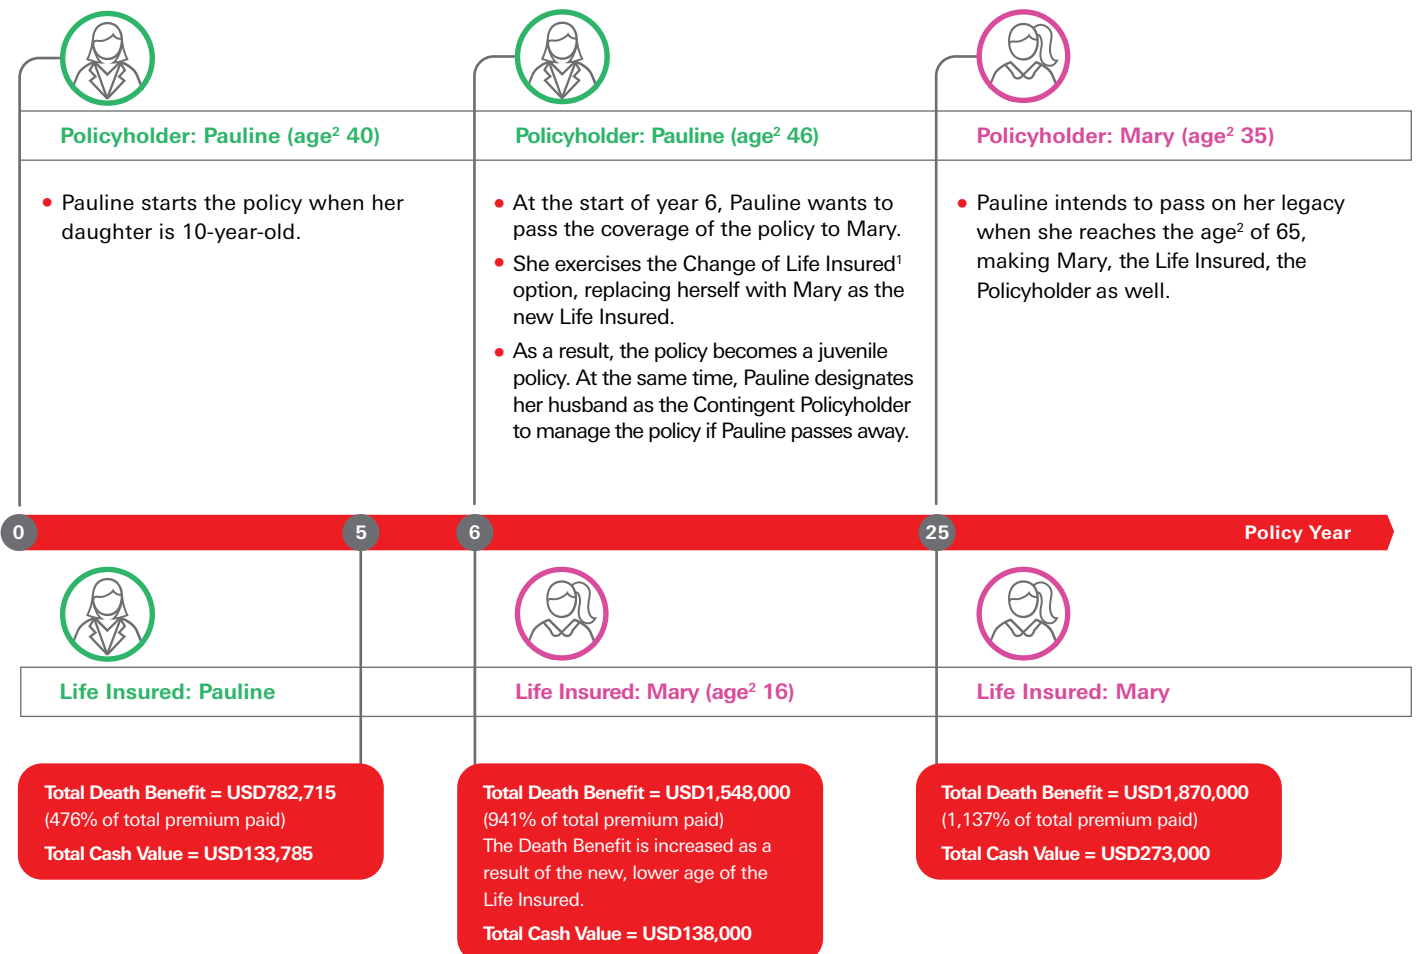 Policyholder: Pauline (age² 40)
Policyholder: Pauline (age² 46)
Policyholder: Mary (age² 35)
• Pauline starts the policy when her
daughter is 10-year-old.
• At the start of year 6, Pauline wants to
pass the coverage of the policy to Mary.
• She exercises the Change of Life Insured¹
option, replacing herself with Mary as the
new Life Insured.
• As a result, the policy becomes a juvenile
policy. At the same time, Pauline designates
her husband as the Contingent Policyholder
to manage the policy if Pauline passes away.
• Pauline intends to pass on her legacy
when she reaches the age² of 65,
making Mary, the Life Insured, the
Policyholder as well.
0
5
6
25
Policy Year
Life Insured: Pauline
Life Insured: Mary (age² 16)
Life Insured: Mary
Total Death Benefit = USD782,715
(476% of total premium paid)
Total Cash Value = USD133,785
Total Death Benefit = USD1,548,000
(941% of total premium paid)
The Death Benefit is increased as a
result of the new, lower age of the
Life Insured.
Total Cash Value = USD138,000
Total Death Benefit = USD1,870,000
(1,137% of total premium paid)
Total Cash Value = USD273,000